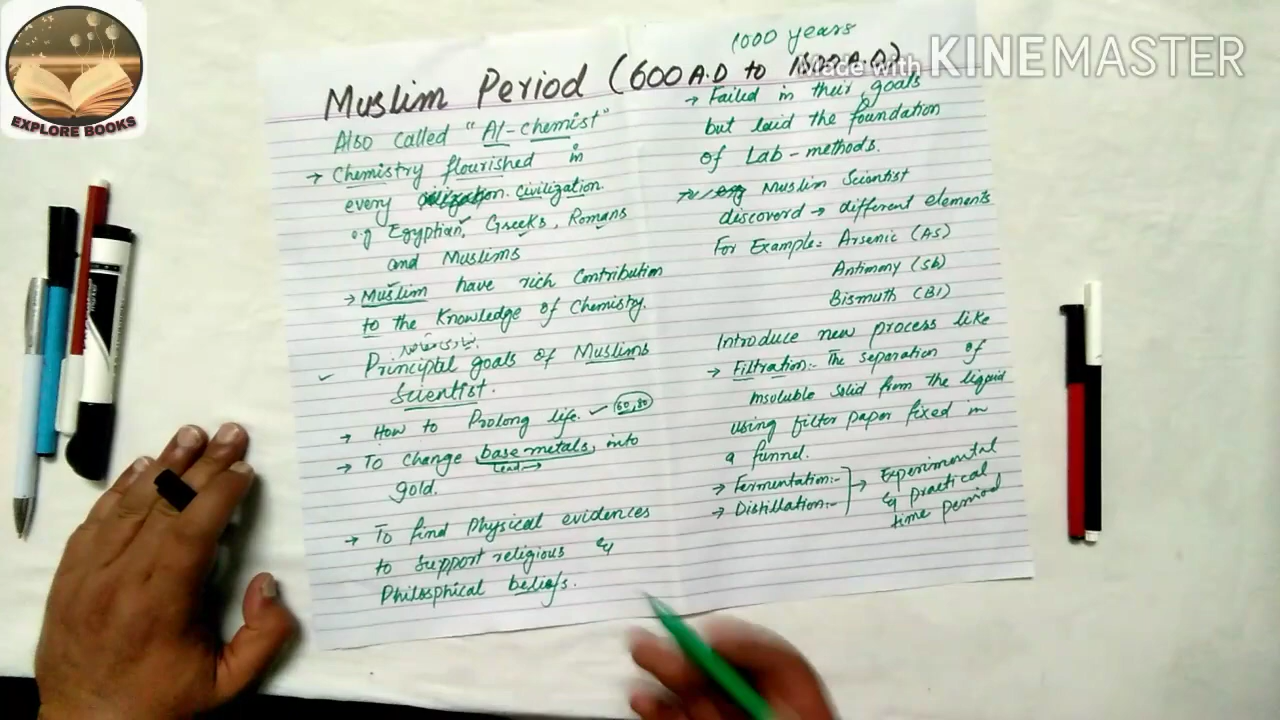 EXPLORE BOOKS
Made with KINEMASTER
1000 years
Muslim Period (600 A.D to 1600 A.D)
Also called "Al-chemist"
→ Chemistry flourished in
every civilization.
e.g Egyptian, Greeks, Romans
and Muslims
→ Muslim have rich contribution
to the Knowledge of Chemistry.
Principtal goals of Muslims
Scientist.
→ How to Prolong life. ✓ 60, 80
→ To change base metals, into
Lead →
gold.
→ To find Physical evidences
to support religious &
Philosphical beliefs.
→ Failed in their goals
but laid the foundation
of Lab-methods.
Muslim Scientist
discoverd → different elements
For Example: Arsenic (As)
Antimony (Sb)
Bismuth (BI)
Introduce new process like
→ Filtration:- The separation of
insoluble solid from the liquid
using filter paper fixed in
a funnel.
→ Fermentation:-
→ Distillation:-
→ Experimental
& practical
time period